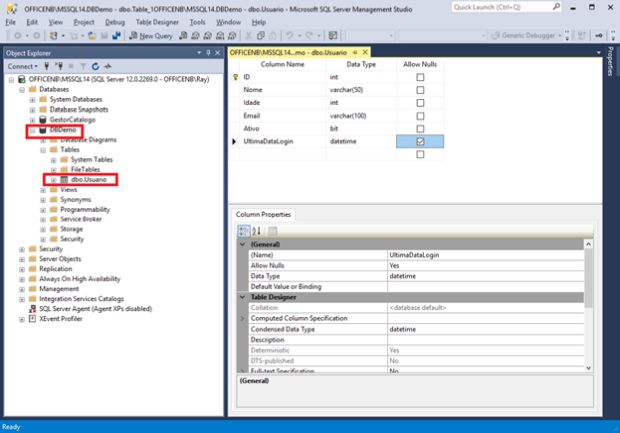 OFFICENB\MSSQL14.DBDemo - dbo.Table_1OFFICENB\MSSQL14.DBDemo - dbo.Usuario - Microsoft SQL Server Management Studio
Quick Launch (Ctrl+Q)
File Edit View Project Debug Table Designer Tools Window Help
New Query
Generic Debugger
Object Explorer
Connect
OFFICENB\MSSQL14 (SQL Server 12.0.2269.0 - OFFICENB\Ray)
Databases
System Databases
Database Snapshots
GestorCatalogo
DBDemo
Database Diagrams
Tables
System Tables
FileTables
dbo.Usuario
Views
Synonyms
Programmability
Service Broker
Storage
Security
Security
Server Objects
Replication
Always On High Availability
Management
Integration Services Catalogs
SQL Server Agent (Agent XPs disabled)
XEvent Profiler
OFFICENB\MSSQL14...mo - dbo.Usuario
Column Name Data Type Allow Nulls
ID int
Nome varchar(50)
Idade int
Email varchar(100)
Ativo bit
UltimaDataLogin datetime
Column Properties
(General)
(Name) UltimaDataLogin
Allow Nulls Yes
Data Type datetime
Default Value or Binding
Table Designer
Collation <database default>
Computed Column Specification
Condensed Data Type datetime
Description
Deterministic Yes
DTS-published No
Full-text Specification No
(General)
Properties
Ready